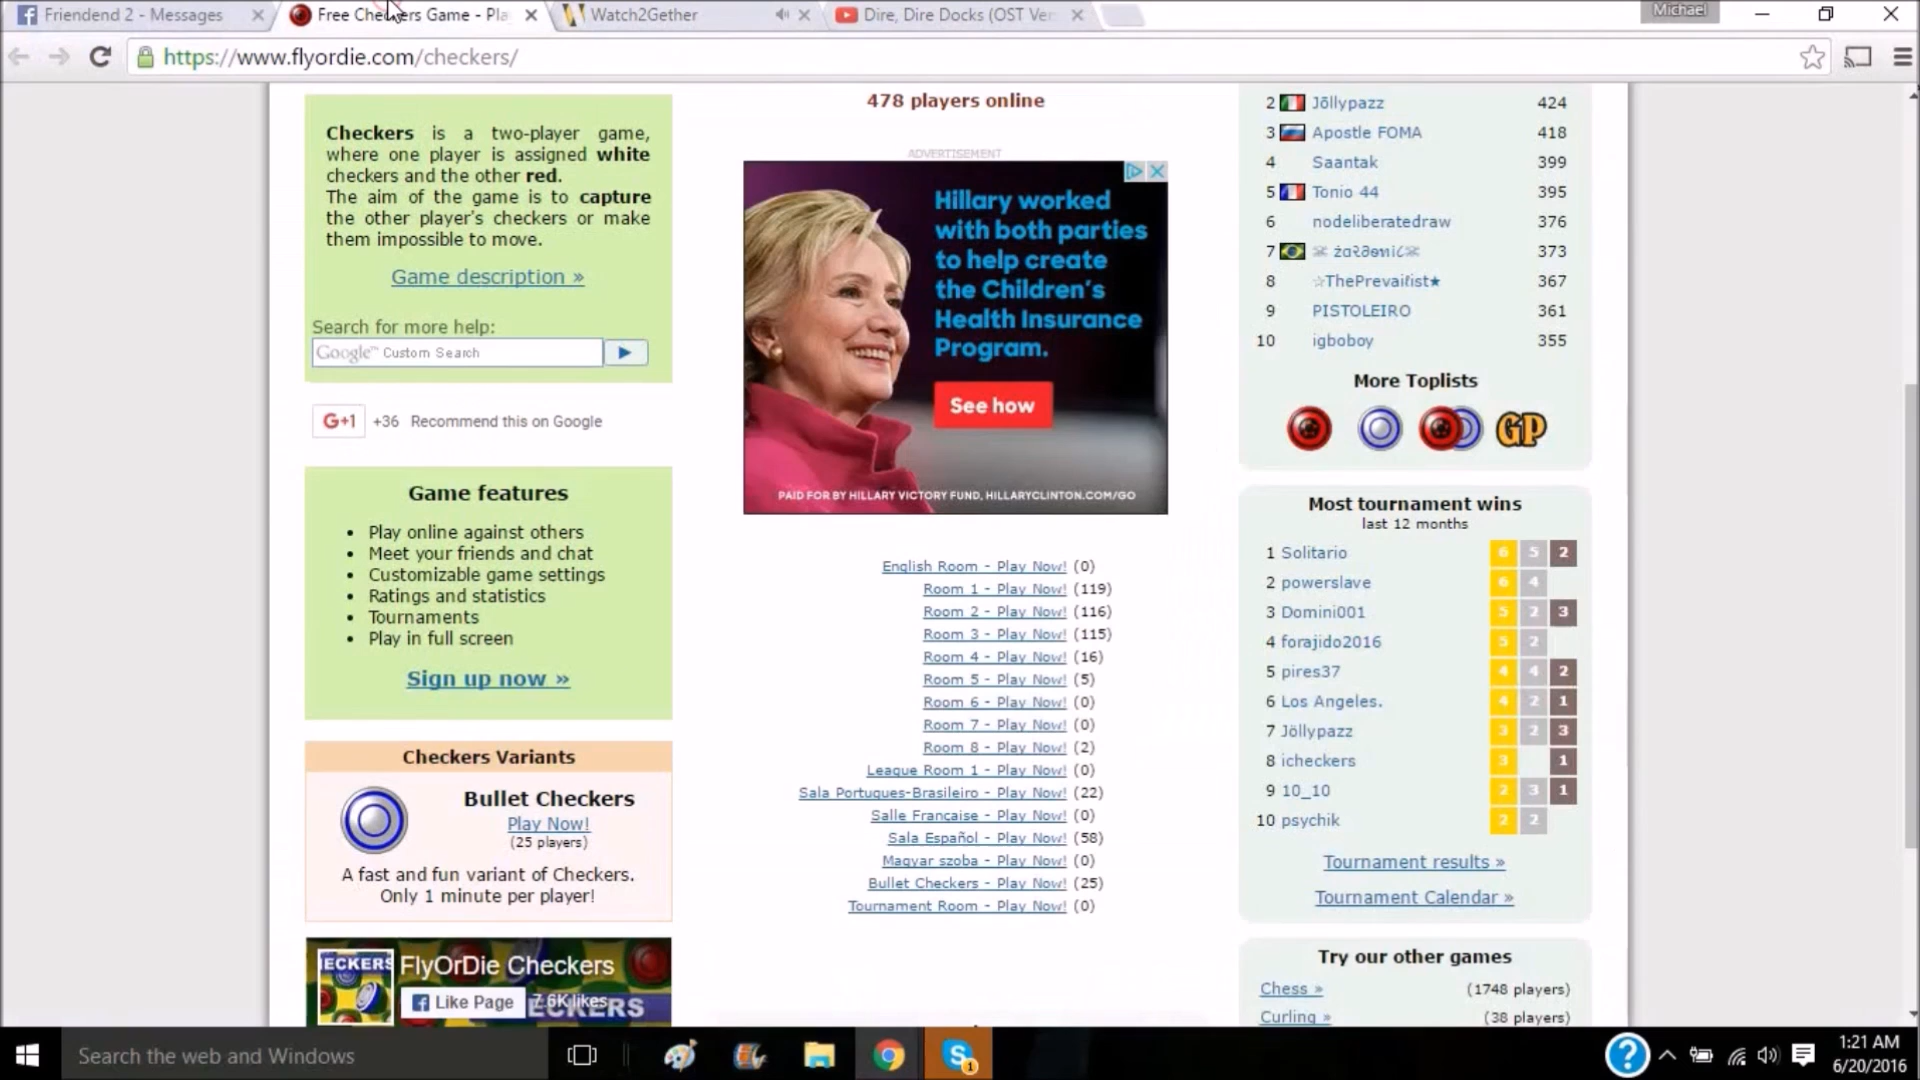 Friendend 2 - Messages
Free Checkers Game - Pla
Watch2Gether
Dire, Dire Docks (OST Ver
Michael
https://www.flyordie.com/checkers/
Checkers is a two-player game,
where one player is assigned white
checkers and the other red.
The aim of the game is to capture
the other player's checkers or make
them impossible to move.
Game description »
Search for more help:
Google™ Custom Search
G+1 +36 Recommend this on Google
Game features
Play online against others
Meet your friends and chat
Customizable game settings
Ratings and statistics
Tournaments
Play in full screen
Sign up now »
Checkers Variants
Bullet Checkers
Play Now!
(25 players)
A fast and fun variant of Checkers.
Only 1 minute per player!
ECKERS
FlyOrDie Checkers
Like Page 7.6K likes
ECKERS
478 players online
ADVERTISEMENT
Hillary worked
with both parties
to help create
the Children's
Health Insurance
Program.
See how
PAID FOR BY HILLARY VICTORY FUND, HILLARYCLINTON.COM/GO
English Room - Play Now! (0)
Room 1 - Play Now! (119)
Room 2 - Play Now! (116)
Room 3 - Play Now! (115)
Room 4 - Play Now! (16)
Room 5 - Play Now! (5)
Room 6 - Play Now! (0)
Room 7 - Play Now! (0)
Room 8 - Play Now! (2)
League Room 1 - Play Now! (0)
Sala Portugues-Brasileiro - Play Now! (22)
Salle Française - Play Now! (0)
Sala Español - Play Now! (58)
Magyar szoba - Play Now! (0)
Bullet Checkers - Play Now! (25)
Tournament Room - Play Now! (0)
2 Jõllypazz 424
3 Apostle FOMA 418
4 Saantak 399
5 Tonio 44 395
6 nodeliberatedraw 376
7 373
8 ☆ThePrevailist★ 367
9 PISTOLEIRO 361
10 igboboy 355
More Toplists
GP
Most tournament wins
last 12 months
1 Solitario 6 5 2
2 powerslave 6 4
3 Domini001 5 2 3
4 forajido2016 5 2
5 pires37 4 4 2
6 Los Angeles. 4 2 1
7 Jöllypazz 3 2 3
8 icheckers 3 1
9 10_10 2 3 1
10 psychik 2 2
Tournament results »
Tournament Calendar »
Try our other games
Chess » (1748 players)
Curling » (38 players)
Search the web and Windows
1:21 AM
6/20/2016